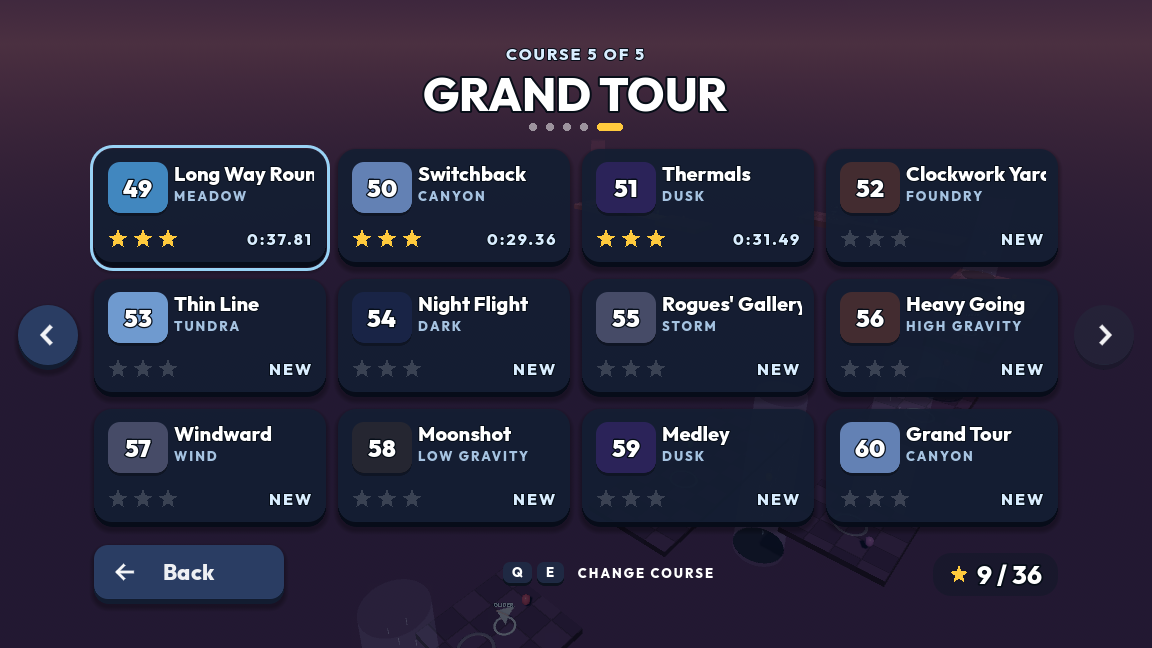 COURSE 5 OF 5
GRAND TOUR
49 Long Way Roun
MEADOW
0:37.81
50 Switchback
CANYON
0:29.36
51 Thermals
DUSK
0:31.49
52 Clockwork Yard
FOUNDRY
NEW
53 Thin Line
TUNDRA
NEW
54 Night Flight
DARK
NEW
55 Rogues' Gallery
STORM
NEW
56 Heavy Going
HIGH GRAVITY
NEW
57 Windward
WIND
NEW
58 Moonshot
LOW GRAVITY
NEW
59 Medley
DUSK
NEW
60 Grand Tour
CANYON
NEW
Back
Q E CHANGE COURSE
9 / 36